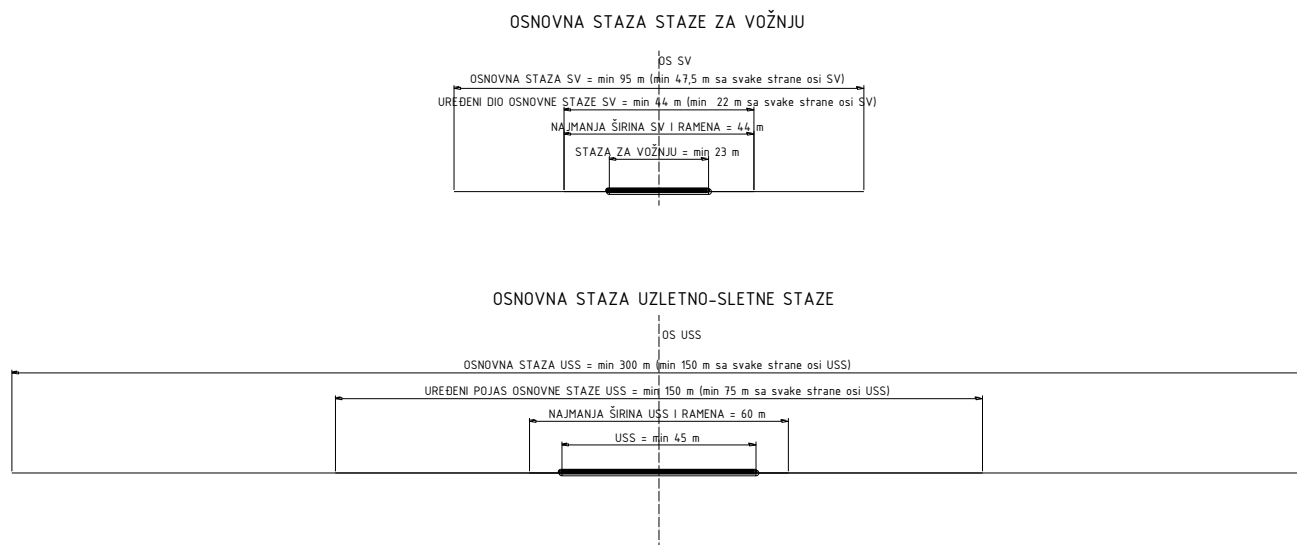 OSNOVNA STAZA STAZE ZA VOŽNJU
OS SV
OSNOVNA STAZA SV = min 95 m (min 47,5 m sa svake strane osi SV)
UREĐENI DIO OSNOVNE STAZE SV = min 44 m (min 22 m sa svake strane osi SV)
NAJMANJA ŠIRINA SV I RAMENA = 44 m
STAZA ZA VOŽNJU = min 23 m
OSNOVNA STAZA UZLETNO-SLETNE STAZE
OS USS
OSNOVNA STAZA USS = min 300 m (min 150 m sa svake strane osi USS)
UREĐENI POJAS OSNOVNE STAZE USS = min 150 m (min 75 m sa svake strane osi USS)
NAJMANJA ŠIRINA USS I RAMENA = 60 m
USS = min 45 m